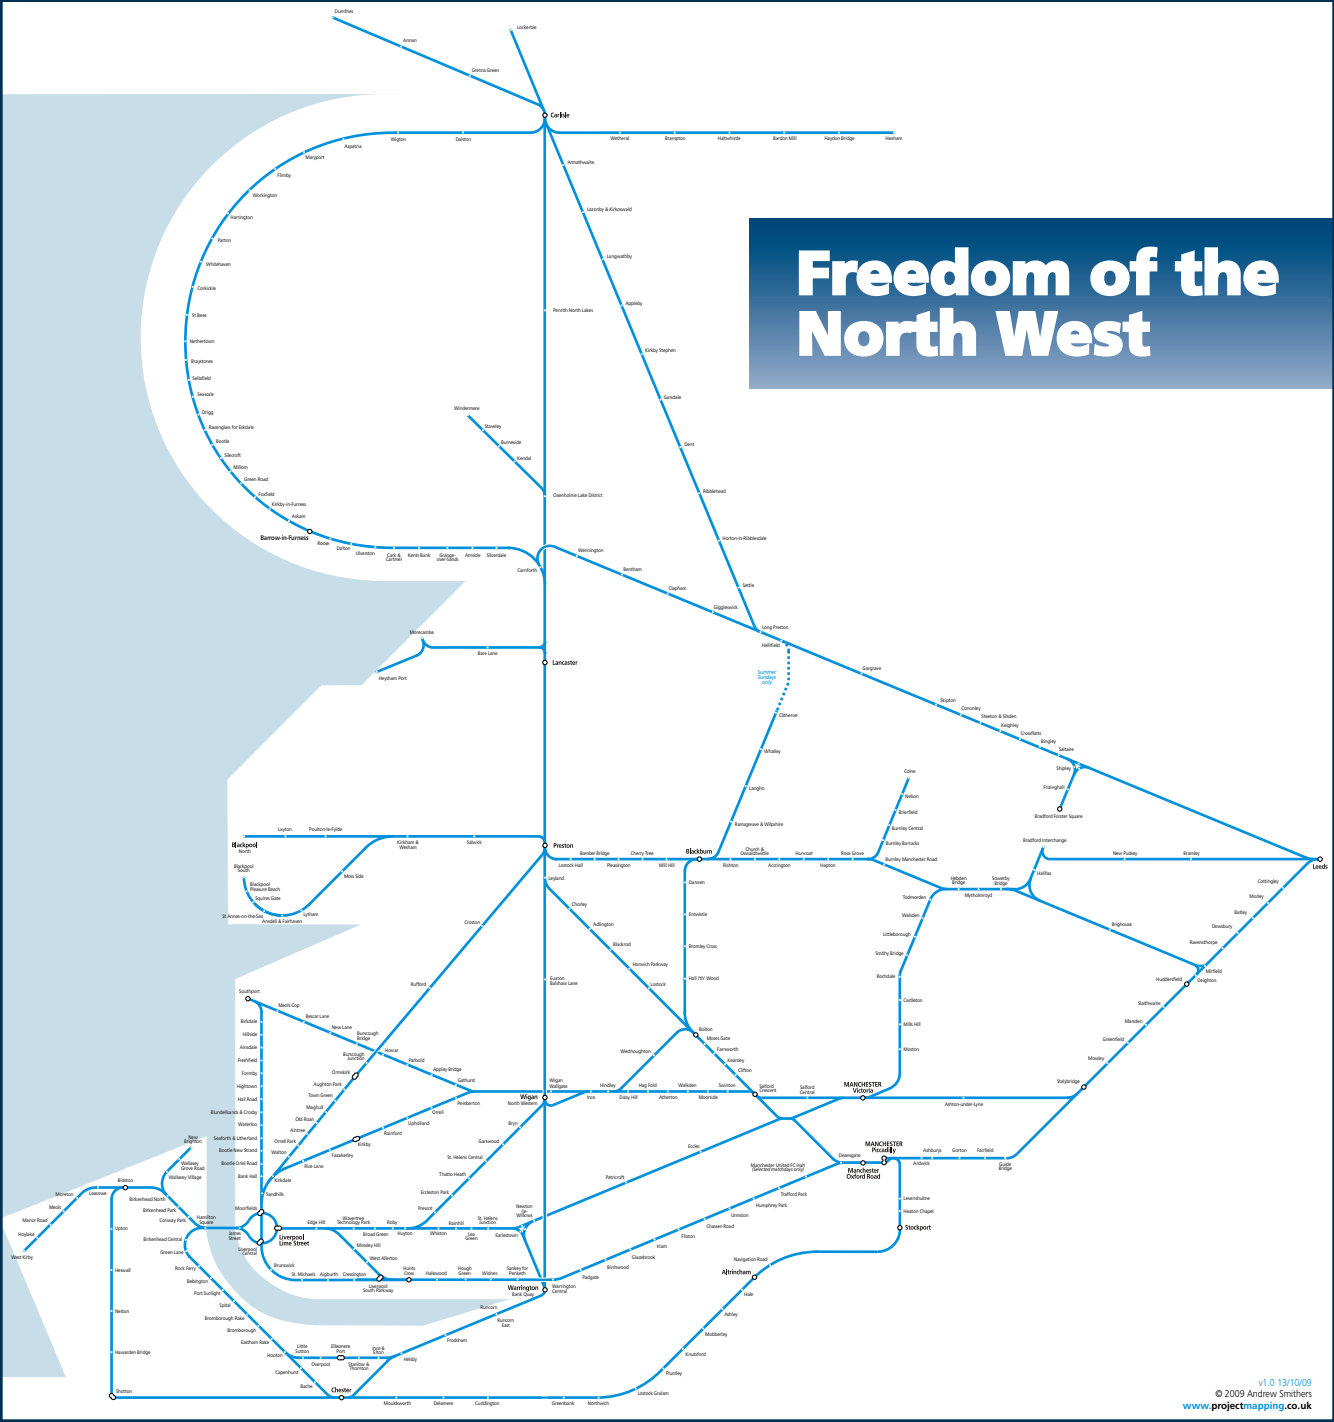 Dumfries
Annan
Gretna Green
Lockerbie
Carlisle
Wetheral
Brampton
Haltwhistle
Bardon Mill
Haydon Bridge
Hexham
Dalston
Wigton
Aspatria
Maryport
Flimby
Workington
Harrington
Parton
Whitehaven
Corkickle
St Bees
Nethertown
Braystones
Sellafield
Seascale
Drigg
Ravenglass for Eskdale
Bootle
Silecroft
Millom
Green Road
Foxfield
Kirkby-in-Furness
Askam
Barrow-in-Furness
Roose
Dalton
Ulverston
Cark &
Cartmel
Kents Bank
Grange-
over-Sands
Arnside
Silverdale
Carnforth
Armathwaite
Lazonby & Kirkoswald
Langwathby
Appleby
Kirkby Stephen
Garsdale
Dent
Ribblehead
Horton-in-Ribblesdale
Settle
Freedom of the
North West
Penrith North Lakes
Windermere
Staveley
Burneside
Kendal
Oxenholme Lake District
Wennington
Bentham
Clapham
Giggleswick
Long Preston
Hellifield
Gargrave
Skipton
Cononley
Steeton & Silsden
Keighley
Crossflatts
Bingley
Saltaire
Shipley
Frizinghall
Bradford Forster Square
Morecambe
Bare Lane
Heysham Port
Lancaster
Summer
Sundays
only
Clitheroe
Whalley
Langho
Ramsgreave & Wilpshire
Colne
Nelson
Brierfield
Burnley Central
Burnley Barracks
Burnley Manchester Road
Layton
Poulton-le-Fylde
Blackpool
North
Kirkham &
Wesham
Salwick
Preston
Blackpool
South
Blackpool
Pleasure Beach
Squires Gate
St Annes-on-the-Sea
Ansdell & Fairhaven
Lytham
Moss Side
Lostock Hall
Bamber Bridge
Pleasington
Cherry Tree
Mill Hill
Blackburn
Rishton
Church &
Oswaldtwistle
Accrington
Huncoat
Hapton
Rose Grove
Bradford Interchange
New Pudsey
Bramley
Leeds
Halifax
Hebden
Bridge
Mytholmroyd
Sowerby
Bridge
Brighouse
Cottingley
Morley
Batley
Dewsbury
Ravensthorpe
Mirfield
Deighton
Huddersfield
Slaithwaite
Marsden
Greenfield
Mossley
Stalybridge
Todmorden
Walsden
Littleborough
Smithy Bridge
Rochdale
Castleton
Mills Hill
Moston
Leyland
Chorley
Adlington
Blackrod
Horwich Parkway
Lostock
Euxton
Balshaw Lane
Darwen
Entwistle
Bromley Cross
Hall i'th' Wood
Bolton
Moses Gate
Farnworth
Kearsley
Clifton
Croston
Rufford
Southport
Meols Cop
Bescar Lane
New Lane
Burscough
Bridge
Hoscar
Parbold
Appley Bridge
Gathurst
Burscough
Junction
Ormskirk
Aughton Park
Town Green
Maghull
Old Roan
Aintree
Orrell Park
Walton
Birkdale
Hillside
Ainsdale
Freshfield
Formby
Hightown
Hall Road
Blundellsands & Crosby
Waterloo
Seaforth & Litherland
Bootle New Strand
Bootle Oriel Road
Bank Hall
Sandhills
Kirkdale
Rice Lane
Fazakerley
Kirkby
Rainford
Upholland
Orrell
Pemberton
Wigan
Wallgate
Wigan
North Western
Ince
Hindley
Westhoughton
Daisy Hill
Hag Fold
Atherton
Walkden
Moorside
Swinton
Salford
Crescent
Salford
Central
MANCHESTER
Victoria
Ashton-under-Lyne
MANCHESTER
Piccadilly
Deansgate
Manchester
Oxford Road
Ardwick
Ashburys
Gorton
Fairfield
Guide
Bridge
Levenshulme
Heaton Chapel
Stockport
Bryn
Garswood
St. Helens Central
Thatto Heath
Eccleston Park
Prescot
Eccles
Patricroft
Manchester United FC Halt
(Selected matchdays only)
Trafford Park
Humphrey Park
Urmston
Chassen Road
Flixton
Irlam
Glazebrook
Birchwood
Padgate
Warrington
Central
Warrington
Bank Quay
New
Brighton
Wallasey
Grove Road
Wallasey Village
Bidston
Leasowe
Moreton
Meols
Manor Road
Hoylake
West Kirby
Birkenhead North
Birkenhead Park
Conway Park
Hamilton
Square
James
Street
Moorfields
Liverpool
Central
Liverpool
Lime Street
Edge Hill
Wavertree
Technology Park
Broad Green
Roby
Huyton
Whiston
Rainhill
Lea
Green
St. Helens
Junction
Earlestown
Newton
-le-
Willows
Mossley Hill
West Allerton
Brunswick
St. Michaels
Aigburth
Cressington
Liverpool
South Parkway
Hunts
Cross
Halewood
Hough
Green
Widnes
Sankey for
Penketh
Birkenhead Central
Green Lane
Rock Ferry
Bebington
Port Sunlight
Spital
Bromborough Rake
Bromborough
Eastham Rake
Hooton
Little
Sutton
Overpool
Ellesmere
Port
Stanlow &
Thornton
Ince &
Elton
Helsby
Frodsham
Runcorn
East
Runcorn
Capenhurst
Bache
Chester
Upton
Heswall
Neston
Hawarden Bridge
Shotton
Mouldsworth
Delamere
Cuddington
Greenbank
Northwich
Lostock Gralam
Plumley
Knutsford
Mobberley
Ashley
Hale
Altrincham
Navigation Road
v1.0 13/10/09
© 2009 Andrew Smithers
www.projectmapping.co.uk